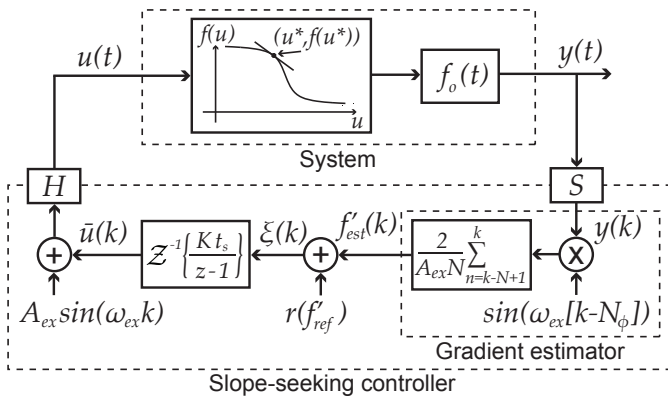 f(u)
(u*,f(u*))
u
u(t)
f_o(t)
y(t)
System
H
S
ū(k)
Z⁻¹{K t_s / z-1}
ξ(k)
f'_est(k)
2/(A_ex N) Σ_{n=k-N+1}^{k}
y(k)
+
+
x
A_ex sin(ω_ex k)
r(f'_ref)
sin(ω_ex[k-N_ϕ])
Gradient estimator
Slope-seeking controller